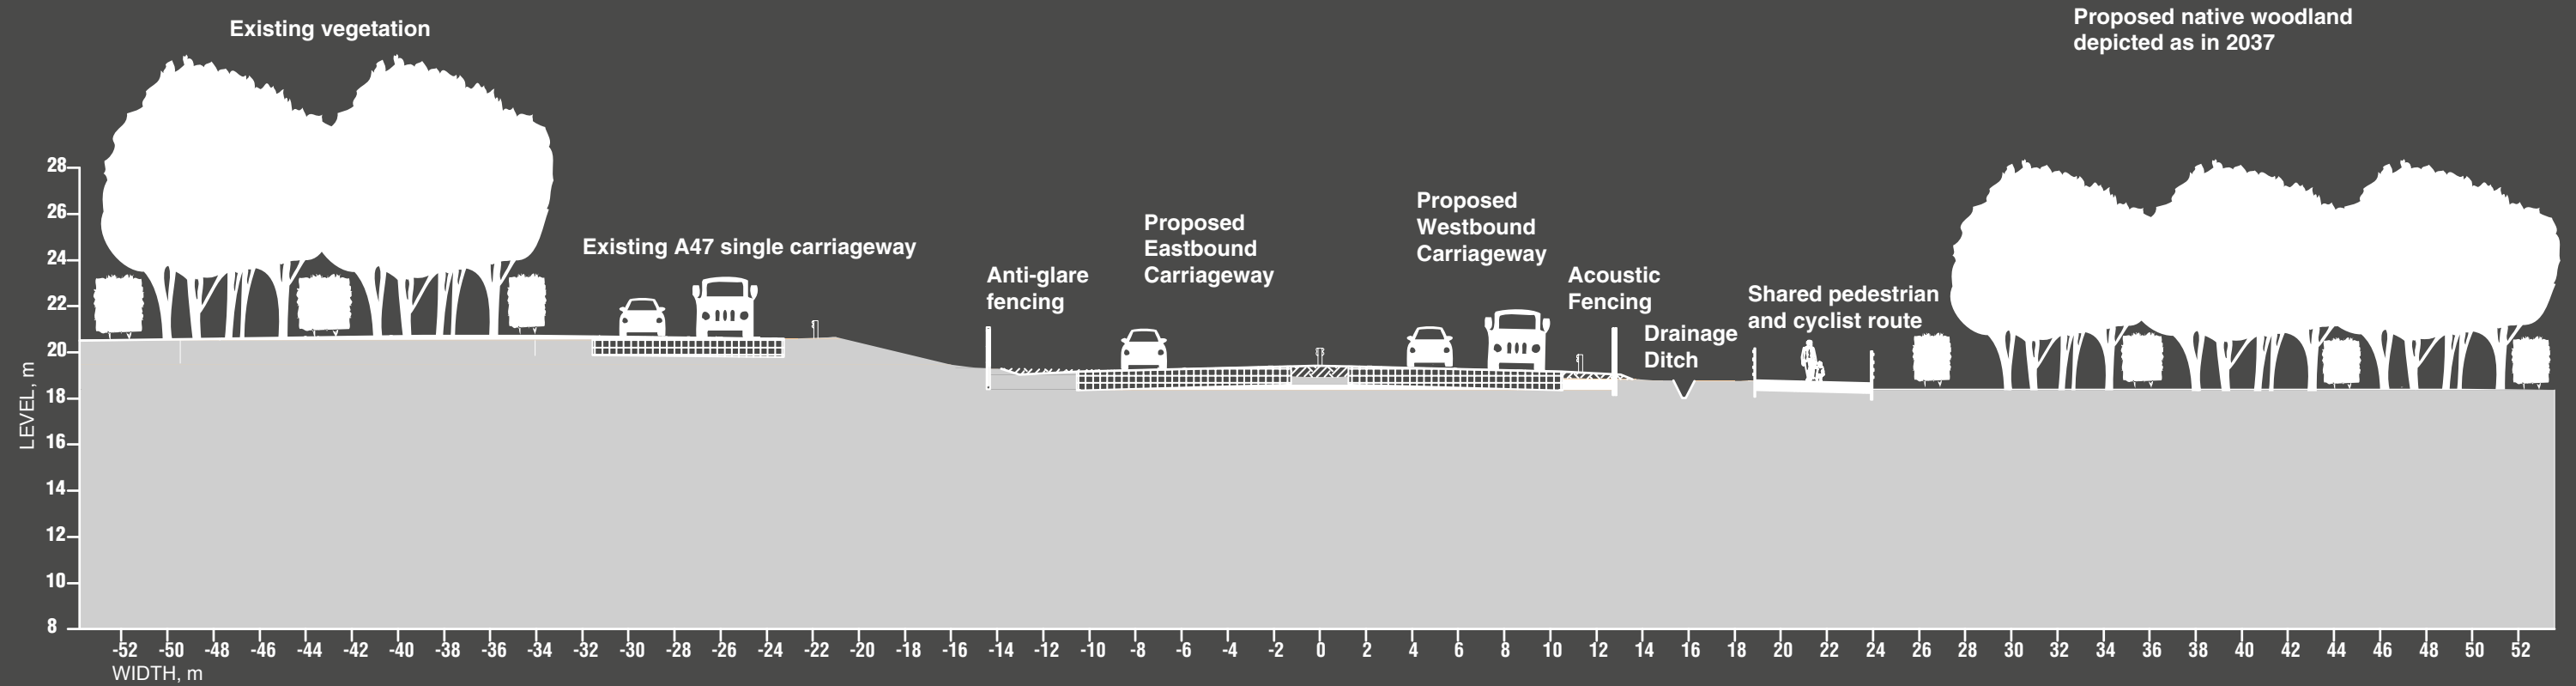 Existing vegetation
Proposed native woodland
depicted as in 2037
Existing A47 single carriageway
Anti-glare
fencing
Proposed
Eastbound
Carriageway
Proposed
Westbound
Carriageway
Acoustic
Fencing
Drainage
Ditch
Shared pedestrian
and cyclist route
LEVEL, m
28
26
24
22
20
18
16
14
12
10
8
-52 -50 -48 -46 -44 -42 -40 -38 -36 -34 -32 -30 -28 -26 -24 -22 -20 -18 -16 -14 -12 -10 -8 -6 -4 -2 0 2 4 6 8 10 12 14 16 18 20 22 24 26 28 30 32 34 36 38 40 42 44 46 48 50 52
WIDTH, m